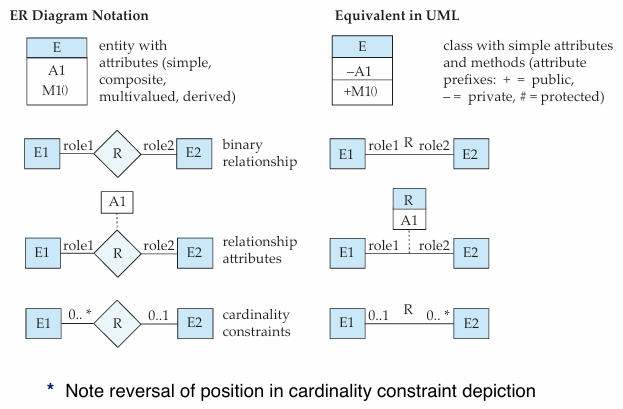 ER Diagram Notation
Equivalent in UML
E
A1
M1()
entity with
attributes (simple,
composite,
multivalued, derived)
E
–A1
+M1()
class with simple attributes
and methods (attribute
prefixes: + = public,
– = private, # = protected)
E1 role1 R role2 E2
binary
relationship
E1 role1 R role2 E2
A1
E1 role1 R role2 E2
relationship
attributes
R
A1
E1 role1 role2 E2
E1 0.. * R 0..1 E2
cardinality
constraints
E1 0..1 R 0.. * E2
* Note reversal of position in cardinality constraint depiction